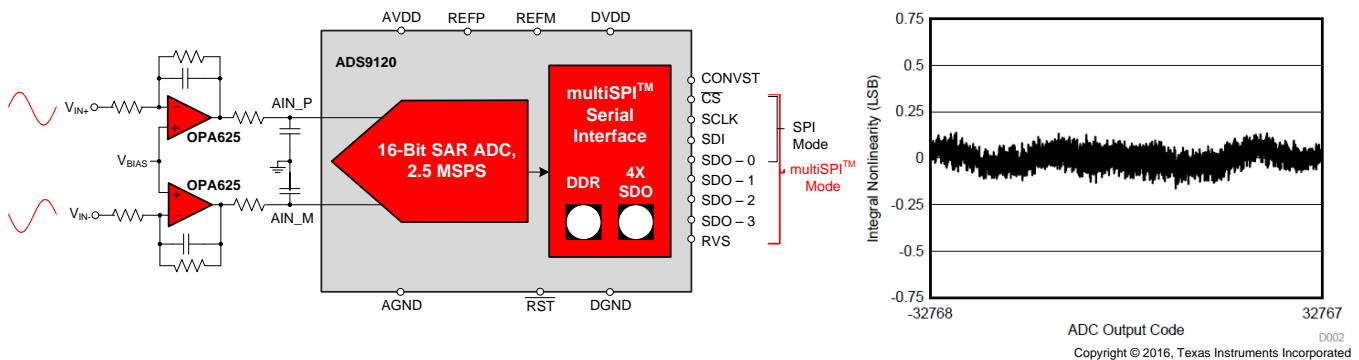 AVDD
REFP
REFM
DVDD
ADS9120
VIN+
OPA625
AIN_P
VBIAS
OPA625
VIN-
AIN_M
16-Bit SAR ADC,
2.5 MSPS
multiSPI™
Serial
Interface
DDR
4X
SDO
CONVST
CS
SCLK
SDI
SDO – 0
SDO – 1
SDO – 2
SDO – 3
RVS
SPI
Mode
multiSPI™
Mode
AGND
RST
DGND
Integral Nonlinearity (LSB)
0.75
0.5
0.25
0
-0.25
-0.5
-0.75
-32768
32767
ADC Output Code
D002
Copyright © 2016, Texas Instruments Incorporated